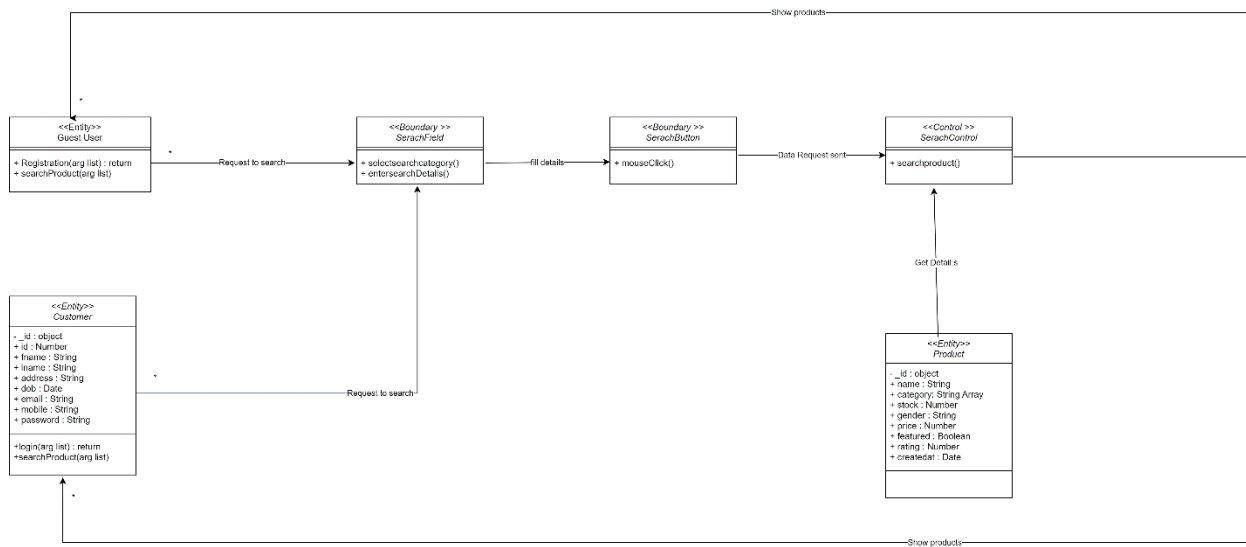 Show products
*
<<Entity>>
Guest User
+ Registration(arg list) : return
+ searchProduct(arg list)
*
Request to search
<<Boundary >>
SerachField
+ selectsearchcategory()
+ entersearchDetails()
fill details
<<Boundary >>
SerachButton
+ mouseClick()
Data Request sent
<<Control >>
SerachControl
+ searchproduct()
Get Detail;s
<<Entity>>
Customer
- _id : object
+ id : Number
+ fname : String
+ lname : String
+ address : String
+ dob : Date
+ email : String
+ mobile : String
+ password : String
+login(arg list) : return
+searchProduct(arg list)
*
Request to search
<<Entity>>
Product
- _id : object
+ name : String
+ category: String Array
+ stock : Number
+ gender : String
+ price : Number
+ featured : Boolean
+ rating : Number
+ createdat : Date
*
Show products